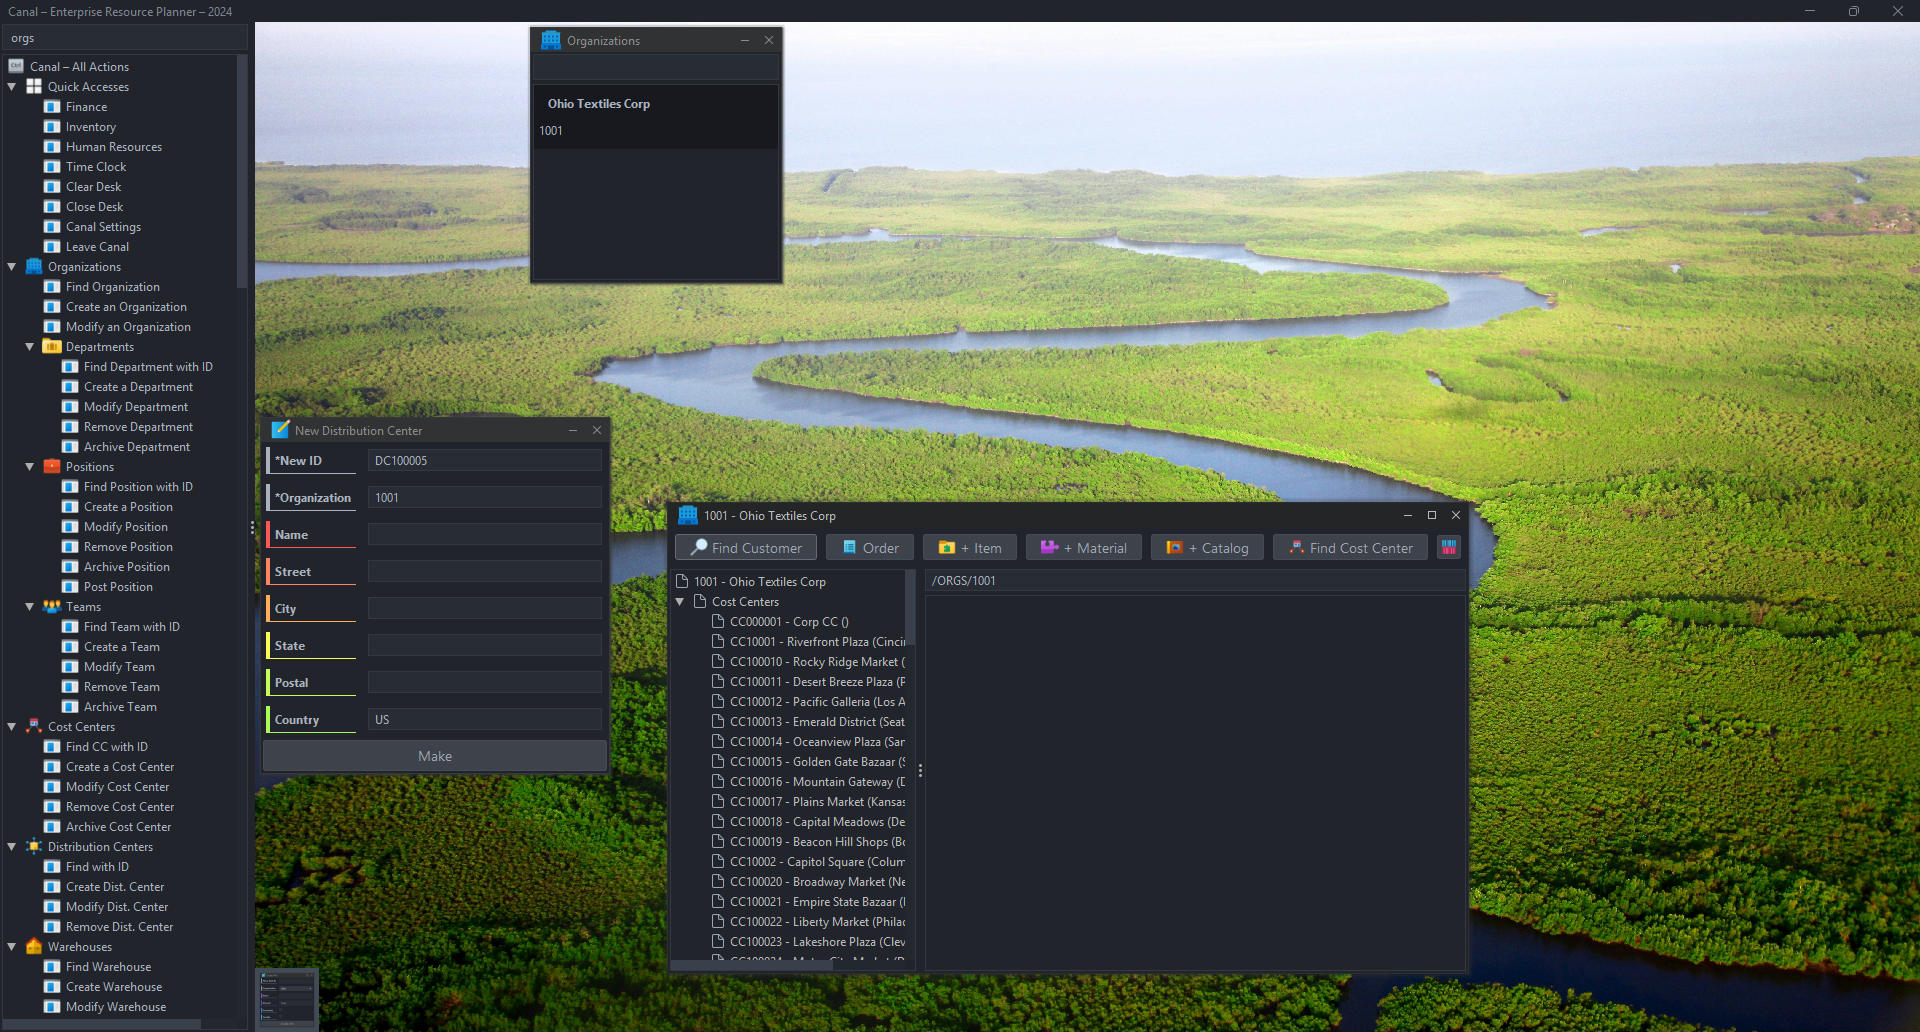 Canal – Enterprise Resource Planner – 2024
orgs
Ctrl Canal – All Actions
Quick Accesses
Finance
Inventory
Human Resources
Time Clock
Clear Desk
Close Desk
Canal Settings
Leave Canal
Organizations
Find Organization
Create an Organization
Modify an Organization
Departments
Find Department with ID
Create a Department
Modify Department
Remove Department
Archive Department
Positions
Find Position with ID
Create a Position
Modify Position
Remove Position
Archive Position
Post Position
Teams
Find Team with ID
Create a Team
Modify Team
Remove Team
Archive Team
Cost Centers
Find CC with ID
Create a Cost Center
Modify Cost Center
Remove Cost Center
Archive Cost Center
Distribution Centers
Find with ID
Create Dist. Center
Modify Dist. Center
Remove Dist. Center
Warehouses
Find Warehouse
Create Warehouse
Modify Warehouse
Organizations
Ohio Textiles Corp
1001
New Distribution Center
*New ID DC100005
*Organization 1001
Name
Street
City
State
Postal
Country US
Make
1001 - Ohio Textiles Corp
Find Customer Order + Item + Material + Catalog Find Cost Center
1001 - Ohio Textiles Corp
Cost Centers
CC000001 - Corp CC ()
CC10001 - Riverfront Plaza (Cinci
CC100010 - Rocky Ridge Market (
CC100011 - Desert Breeze Plaza (P
CC100012 - Pacific Galleria (Los A
CC100013 - Emerald District (Seat
CC100014 - Oceanview Plaza (San
CC100015 - Golden Gate Bazaar (S
CC100016 - Mountain Gateway (D
CC100017 - Plains Market (Kansas
CC100018 - Capital Meadows (De
CC100019 - Beacon Hill Shops (Bo
CC10002 - Capitol Square (Colum
CC100020 - Broadway Market (Ne
CC100021 - Empire State Bazaar (
CC100022 - Liberty Market (Philac
CC100023 - Lakeshore Plaza (Clev
/ORGS/1001